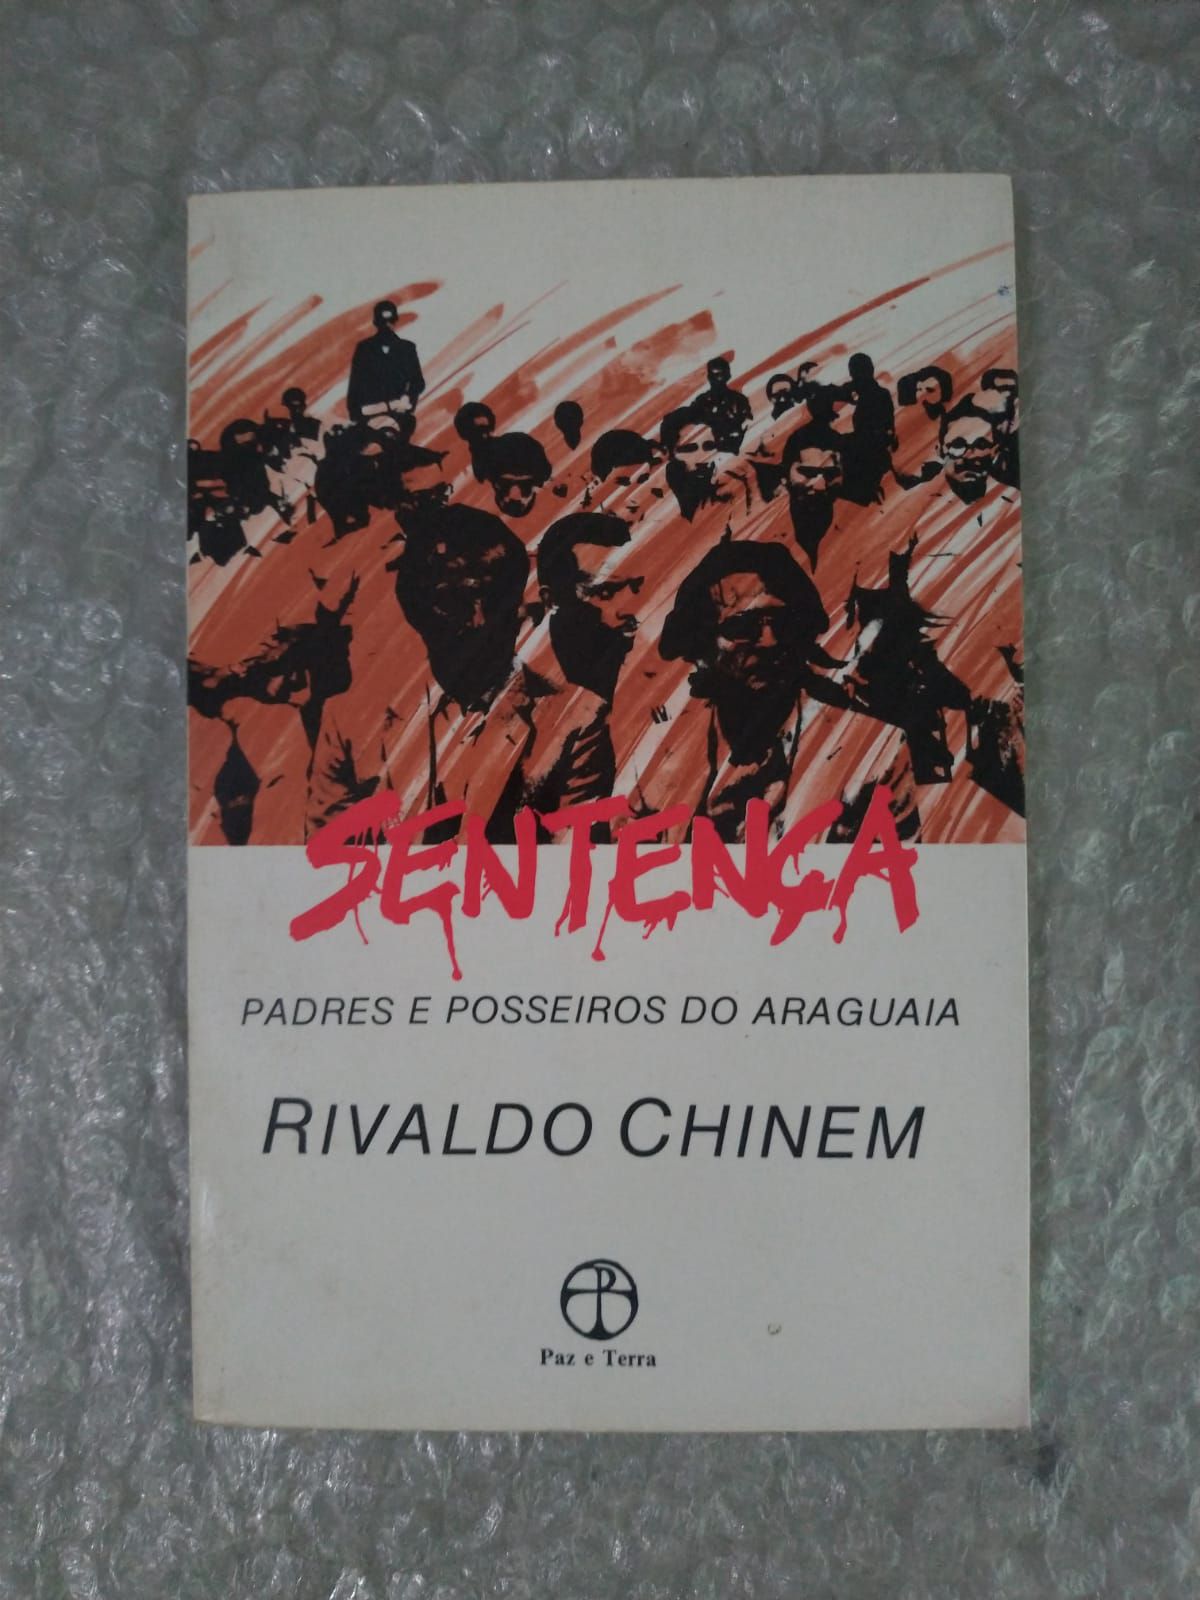 SENTENÇA
PADRES E POSSEIROS DO ARAGUAIA
RIVALDO CHINEM
Paz e Terra